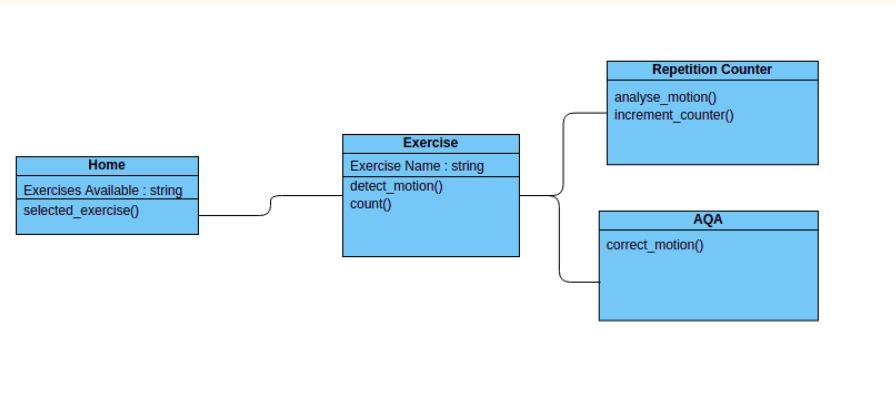 Home
Exercises Available : string
selected_exercise()
Exercise
Exercise Name : string
detect_motion()
count()
Repetition Counter
analyse_motion()
increment_counter()
AQA
correct_motion()